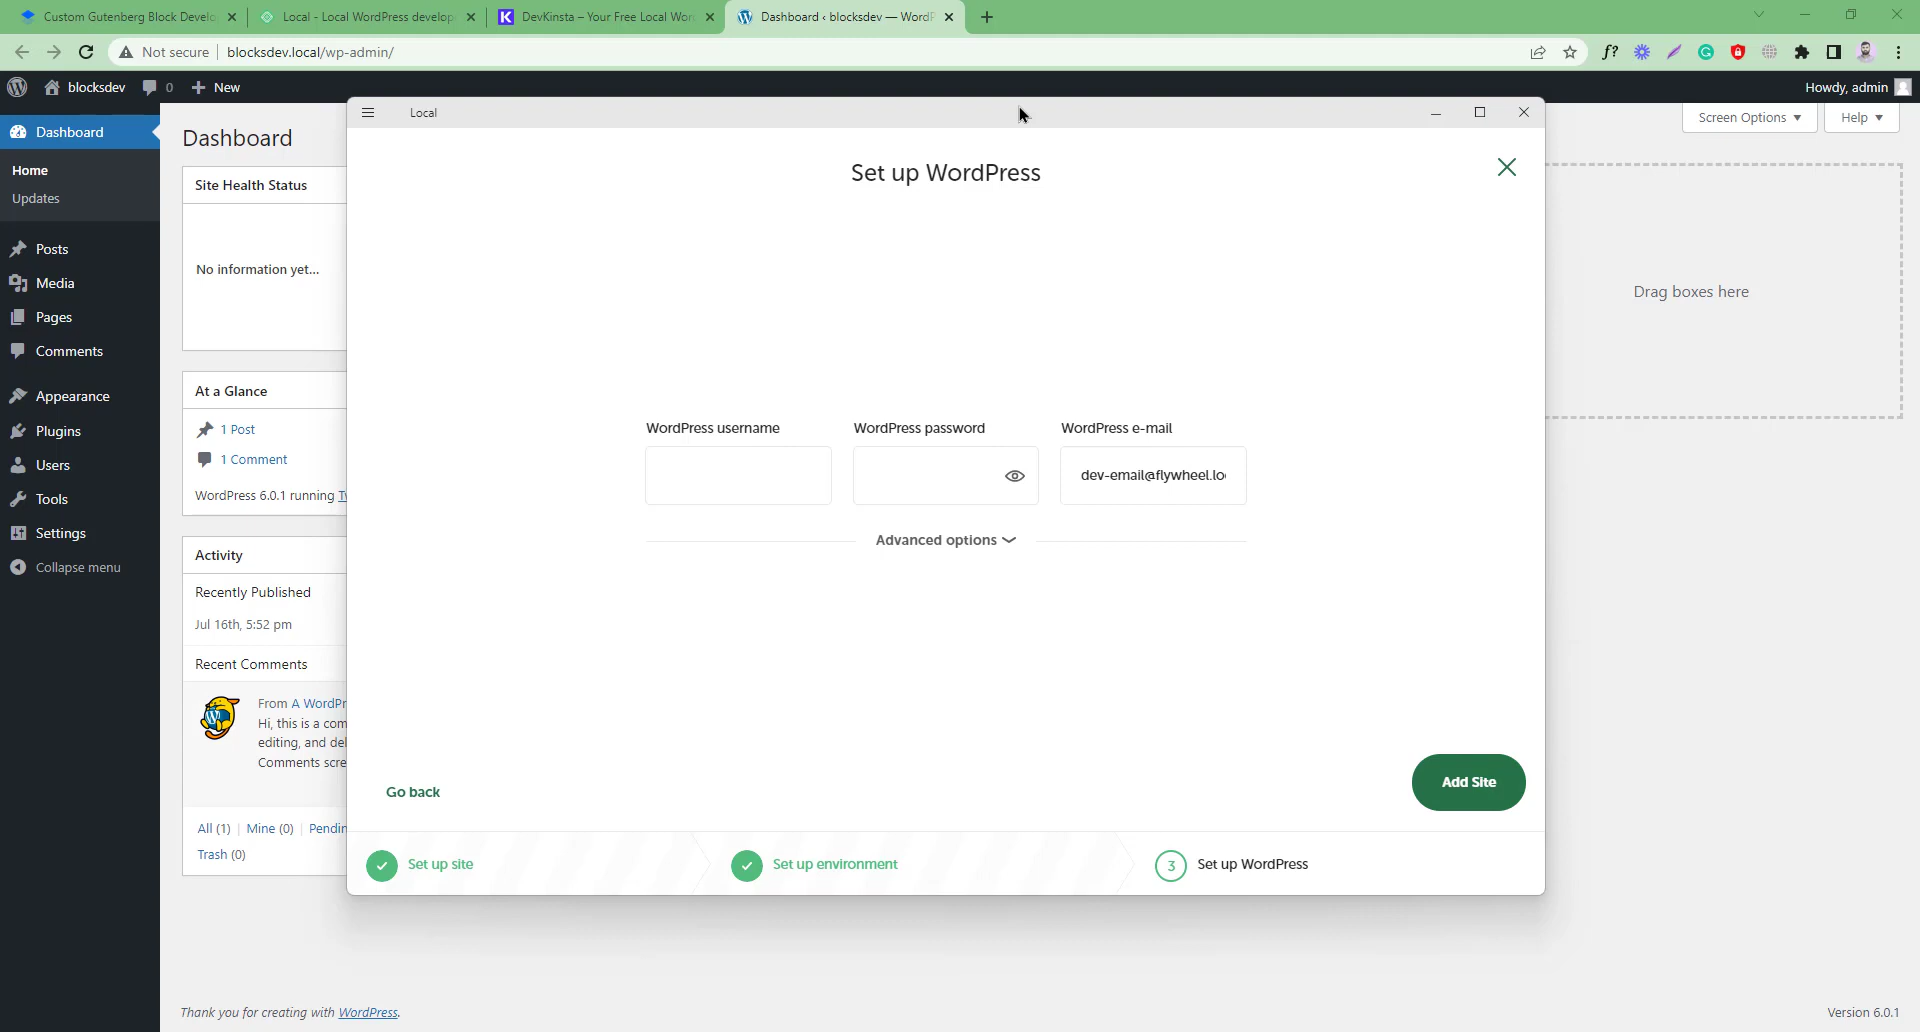 Custom Gutenberg Block Develo
Local - Local WordPress develop
DevKinsta – Your Free Local Wor
Dashboard ‹ blocksdev — WordP
Not secure
blocksdev.local/wp-admin/
f?
blocksdev
0
New
Howdy, admin
Dashboard
Home
Updates
Posts
Media
Pages
Comments
Appearance
Plugins
Users
Tools
Settings
Collapse menu
Dashboard
Screen Options
Help
Site Health Status
No information yet...
At a Glance
1 Post
1 Comment
WordPress 6.0.1 running Tw
Activity
Recently Published
Jul 16th, 5:52 pm
Recent Comments
From A WordPr
Hi, this is a com
editing, and del
Comments scre
All (1) | Mine (0) | Pendin
Trash (0)
Drag boxes here
Local
Set up WordPress
WordPress username
WordPress password
WordPress e-mail
dev-email@flywheel.lo
Advanced options
Go back
Add Site
Set up site
Set up environment
3
Set up WordPress
Thank you for creating with WordPress.
Version 6.0.1